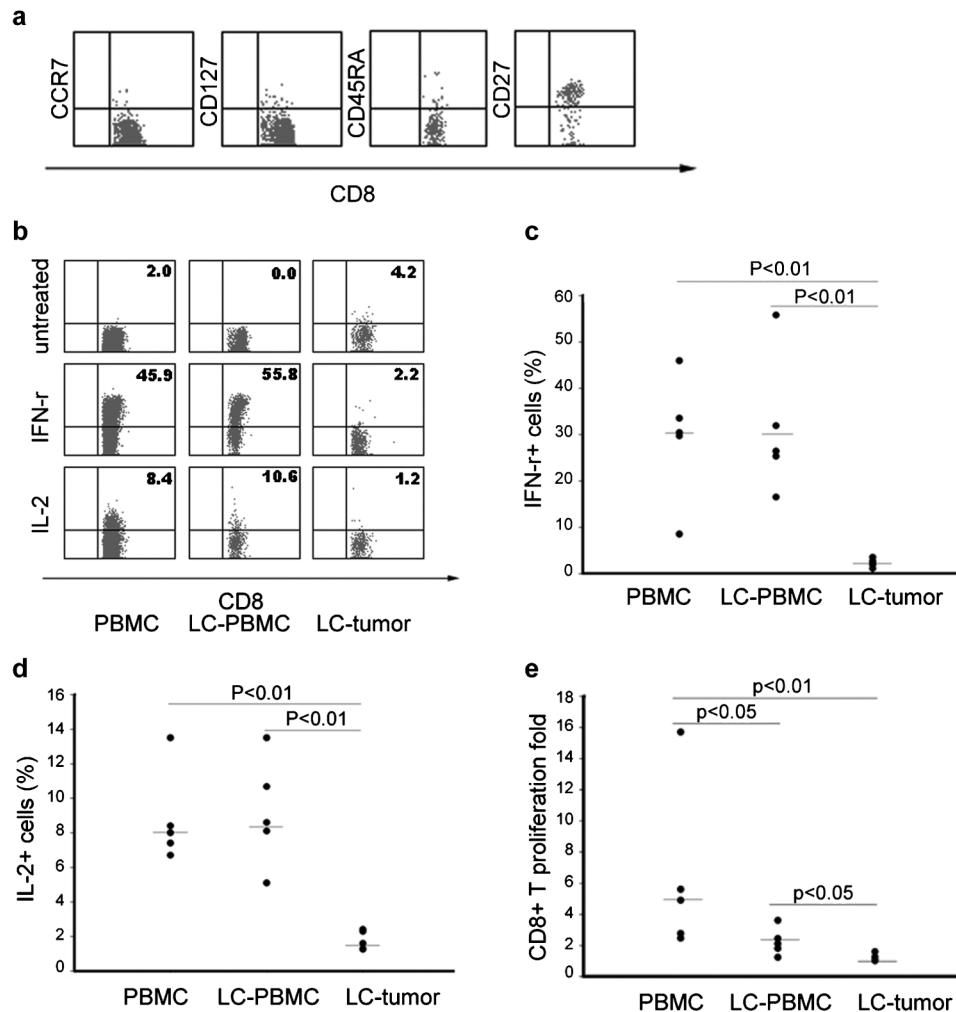 a
CCR7
CD127
CD45RA
CD27
CD8
b
untreated
2.0
0.0
4.2
IFN-r
45.9
55.8
2.2
IL-2
8.4
10.6
1.2
CD8
PBMC LC-PBMC LC-tumor
c
P<0.01
P<0.01
IFN-r+ cells (%)
60
50
40
30
20
10
0
PBMC LC-PBMC LC-tumor
d
P<0.01
P<0.01
IL-2+ cells (%)
16
14
12
10
8
6
4
2
0
PBMC LC-PBMC LC-tumor
e
p<0.01
p<0.05
p<0.05
CD8+ T proliferation fold
18
16
14
12
10
8
6
4
2
0
PBMC LC-PBMC LC-tumor